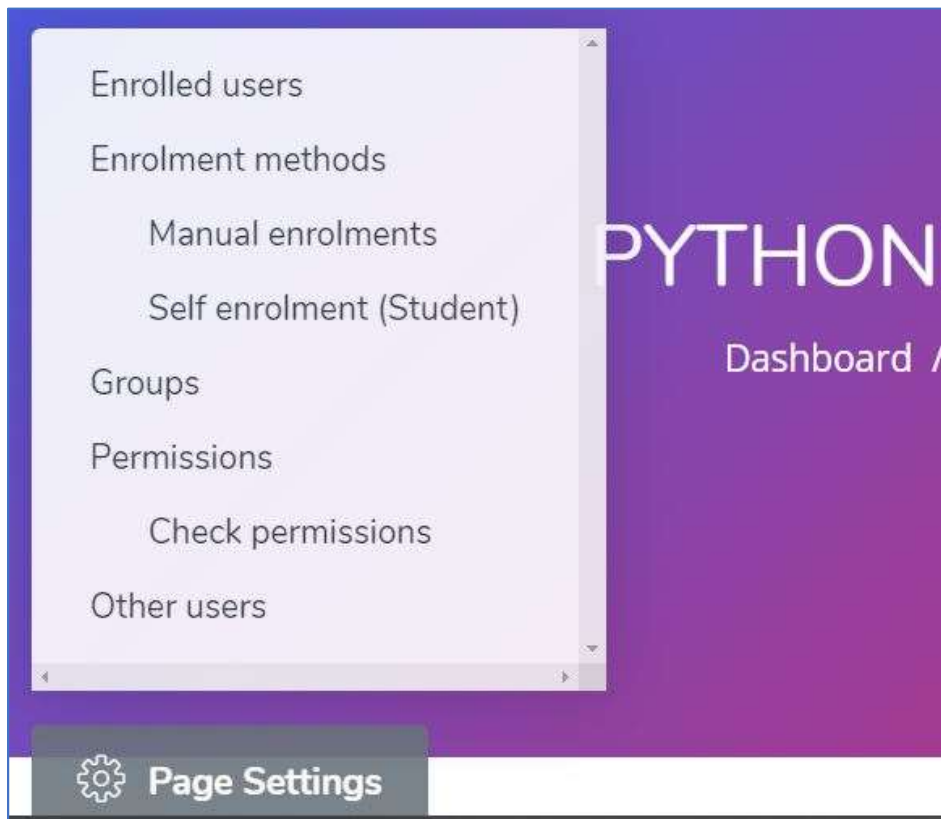 Enrolled users
Enrolment methods
Manual enrolments
Self enrolment (Student)
Groups
Permissions
Check permissions
Other users
PYTHON
Dashboard /
Page Settings